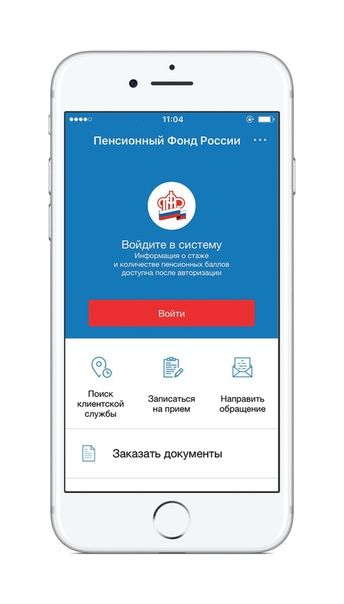 11:04
Пенсионный Фонд России
ПФР
Войдите в систему
Информация о стаже
и количестве пенсионных баллов
доступна после авторизации
Войти
Поиск
клиентской
службы
Записаться
на прием
Направить
обращение
Заказать документы